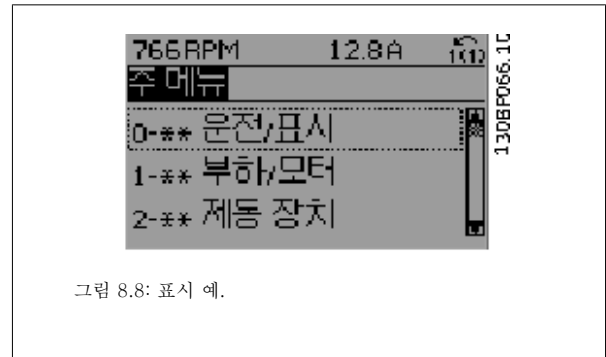 766RPM 12.8A 1(1)
주 메뉴
0-** 운전/표시
1-** 부하/모터
2-** 제동 장치
130BP066.10
그림 8.8: 표시 예.